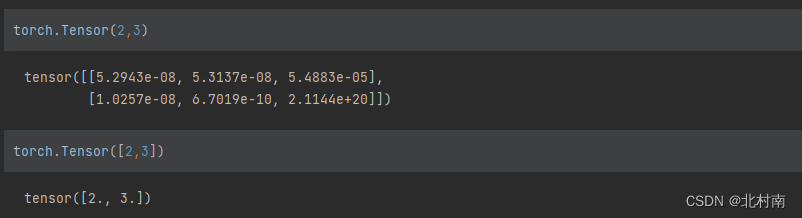 torch.Tensor(2,3)
tensor([[5.2943e-08, 5.3137e-08, 5.4883e-05],
        [1.0257e-08, 6.7019e-10, 2.1144e+20]])
torch.Tensor([2,3])
tensor([2., 3.])
CSDN @北村南